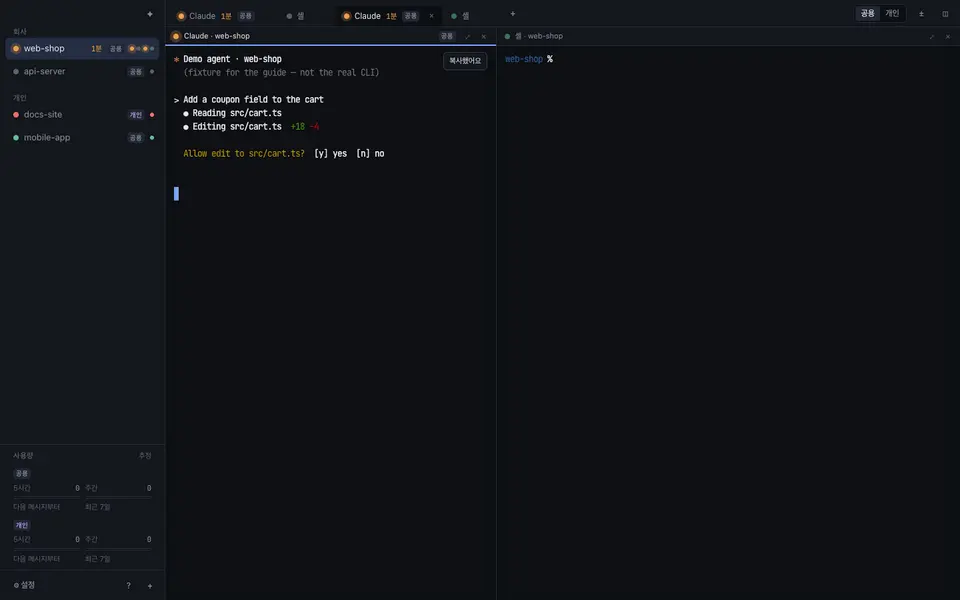 Claude 1분 공용
셸
Claude 1분 공용 ×
셸
+
공용 개인
회사
web-shop 1분 공용
api-server 공용
개인
docs-site 개인
mobile-app 공용
Claude · web-shop 공용
* Demo agent · web-shop
(fixture for the guide — not the real CLI)
복사했어요
> Add a coupon field to the cart
● Reading src/cart.ts
● Editing src/cart.ts +18 -4
Allow edit to src/cart.ts? [y] yes [n] no
셸 · web-shop
web-shop %
사용량 추정
공용
5시간 0 주간 0
다음 메시지부터 최근 7일
개인
5시간 0 주간 0
다음 메시지부터 최근 7일
설정 ? +